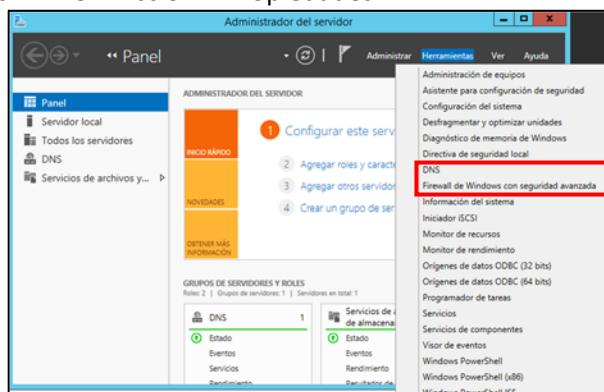 Administrador del servidor
Panel
Administrar Herramientas Ver Ayuda
Panel
Servidor local
Todos los servidores
DNS
Servicios de archivos y...
ADMINISTRADOR DEL SERVIDOR
INICIO RÁPIDO
NOVEDADES
OBTENER MÁS
INFORMACIÓN
1 Configurar este serv
2 Agregar roles y caracte
3 Agregar otros servidor
4 Crear un grupo de ser
GRUPOS DE SERVIDORES Y ROLES
Roles: 2 | Grupos de servidores: 1 | Servidores en total: 1
DNS 1
Estado
Eventos
Servicios
Rendimiento
Servicios de a
de almacena
Estado
Eventos
Rendimiento
Administración de equipos
Asistente para configuración de seguridad
Configuración del sistema
Desfragmentar y optimizar unidades
Diagnóstico de memoria de Windows
Directiva de seguridad local
DNS
Firewall de Windows con seguridad avanzada
Información del sistema
Iniciador iSCSI
Monitor de recursos
Monitor de rendimiento
Orígenes de datos ODBC (32 bits)
Orígenes de datos ODBC (64 bits)
Programador de tareas
Servicios
Servicios de componentes
Visor de eventos
Windows PowerShell
Windows PowerShell (x86)
Windows PowerShell ISE